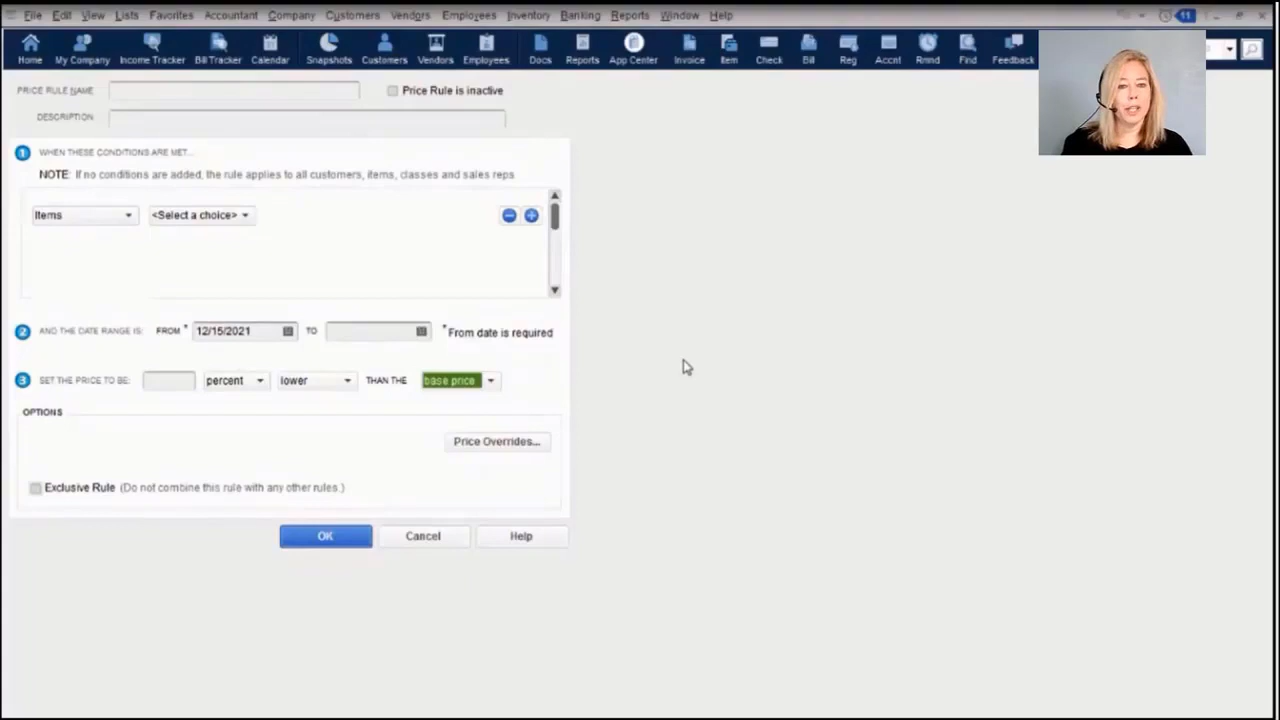 File Edit View Lists Favorites Accountant Company Customers Vendors Employees Inventory Banking Reports Window Help 11
Home My Company Income Tracker Bill Tracker Calendar Snapshots Customers Vendors Employees Docs Reports App Center Invoice Item Check Bill Reg Accnt Rmnd Find Feedback
PRICE RULE NAME Price Rule is inactive
DESCRIPTION
1 WHEN THESE CONDITIONS ARE MET...
NOTE: If no conditions are added, the rule applies to all customers, items, classes and sales reps
Items <Select a choice>
2 AND THE DATE RANGE IS: FROM * 12/15/2021 TO *From date is required
3 SET THE PRICE TO BE: percent lower THAN THE base price
OPTIONS
Price Overrides...
Exclusive Rule (Do not combine this rule with any other rules.)
OK Cancel Help